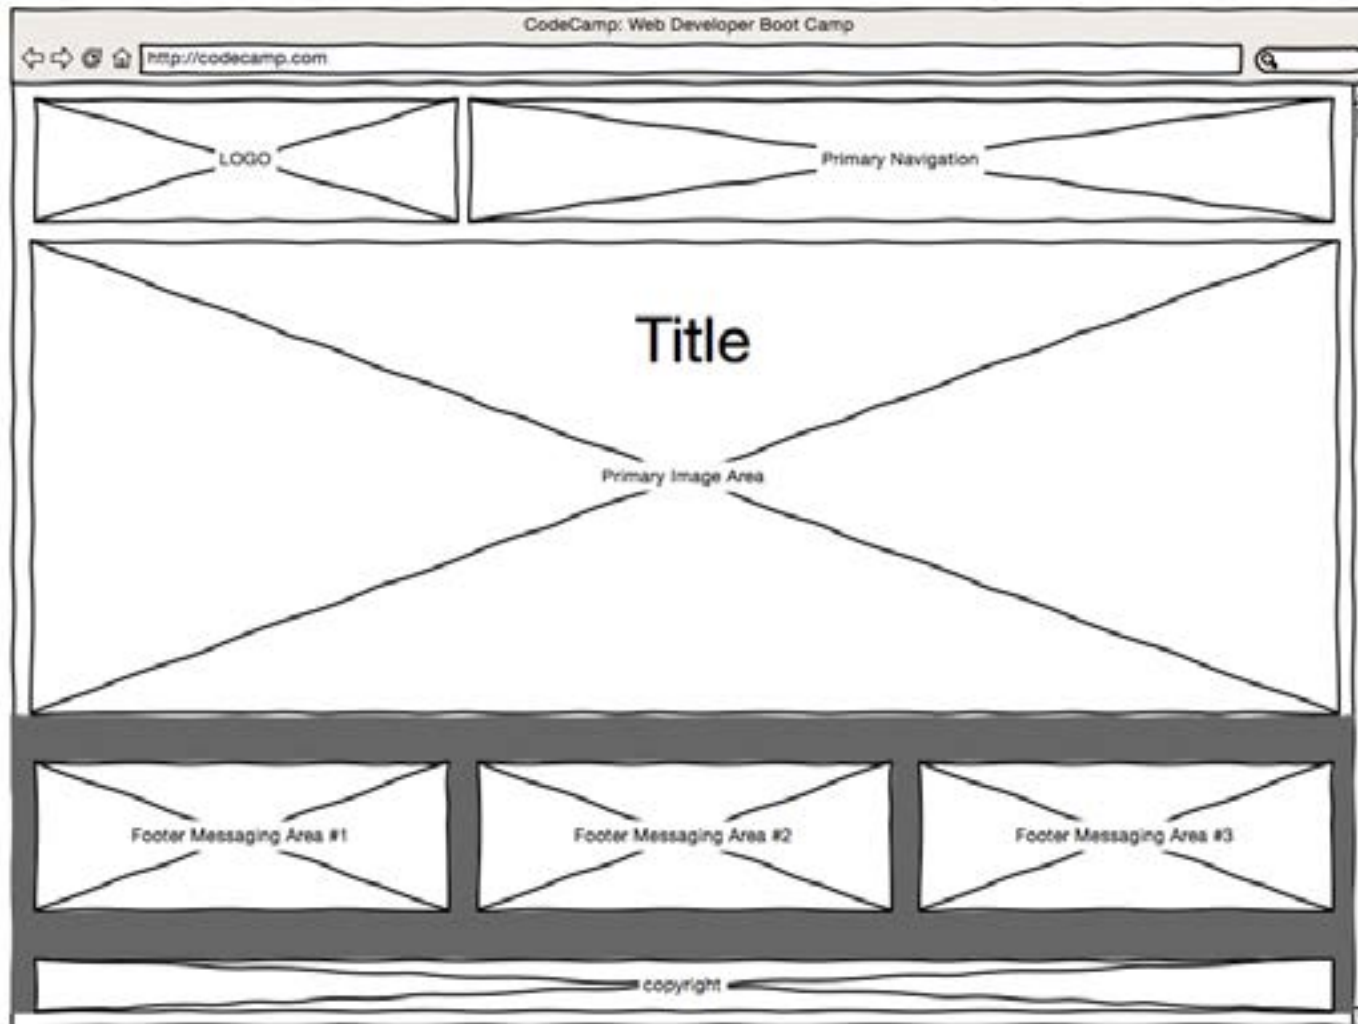 CodeCamp: Web Developer Boot Camp
http://codecamp.com
LOGO
Primary Navigation
Title
Primary Image Area
Footer Messaging Area #1
Footer Messaging Area #2
Footer Messaging Area #3
copyright